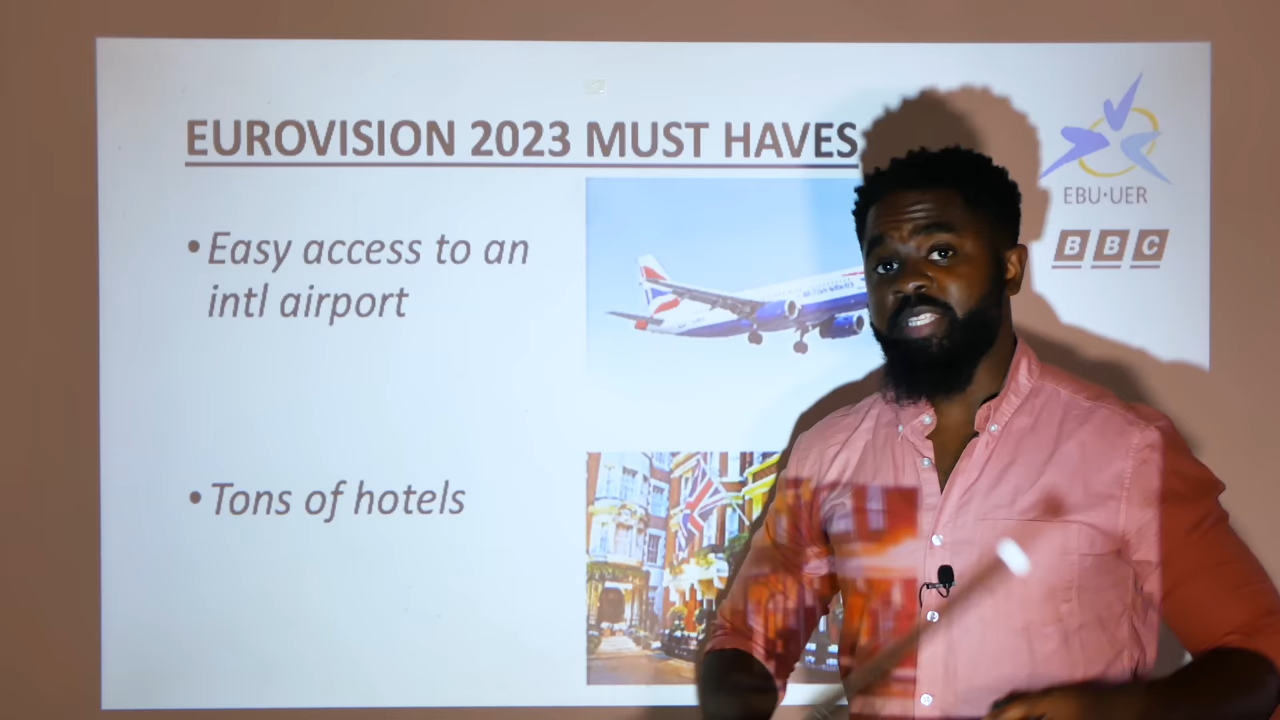 EUROVISION 2023 MUST HAVES
EBU·UER
BBC
•Easy access to an
intl airport
•Tons of hotels